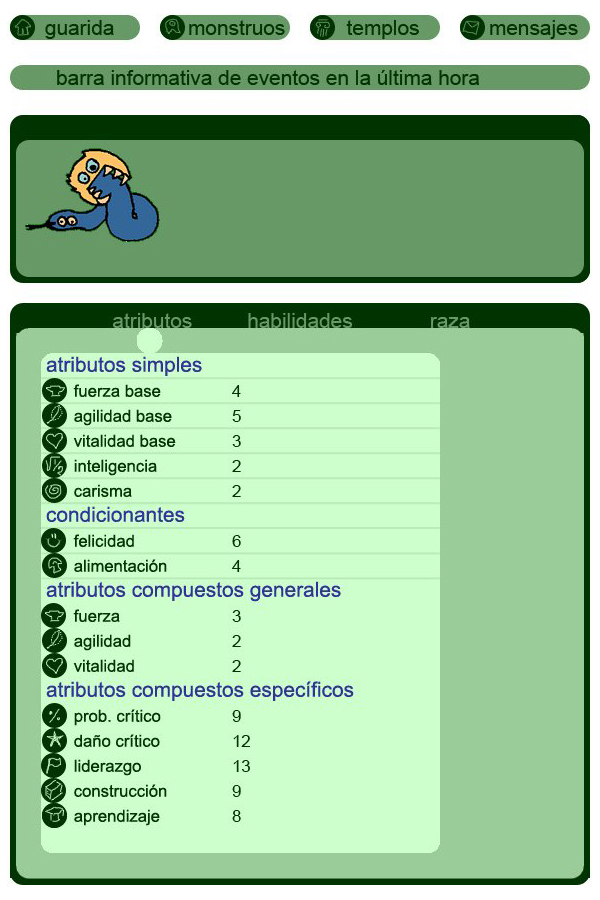 guarida monstruos templos mensajes
barra informativa de eventos en la última hora
atributos habilidades raza
atributos simples
fuerza base 4
agilidad base 5
vitalidad base 3
inteligencia 2
carisma 2
condicionantes
felicidad 6
alimentación 4
atributos compuestos generales
fuerza 3
agilidad 2
vitalidad 2
atributos compuestos específicos
prob. crítico 9
daño crítico 12
liderazgo 13
construcción 9
aprendizaje 8